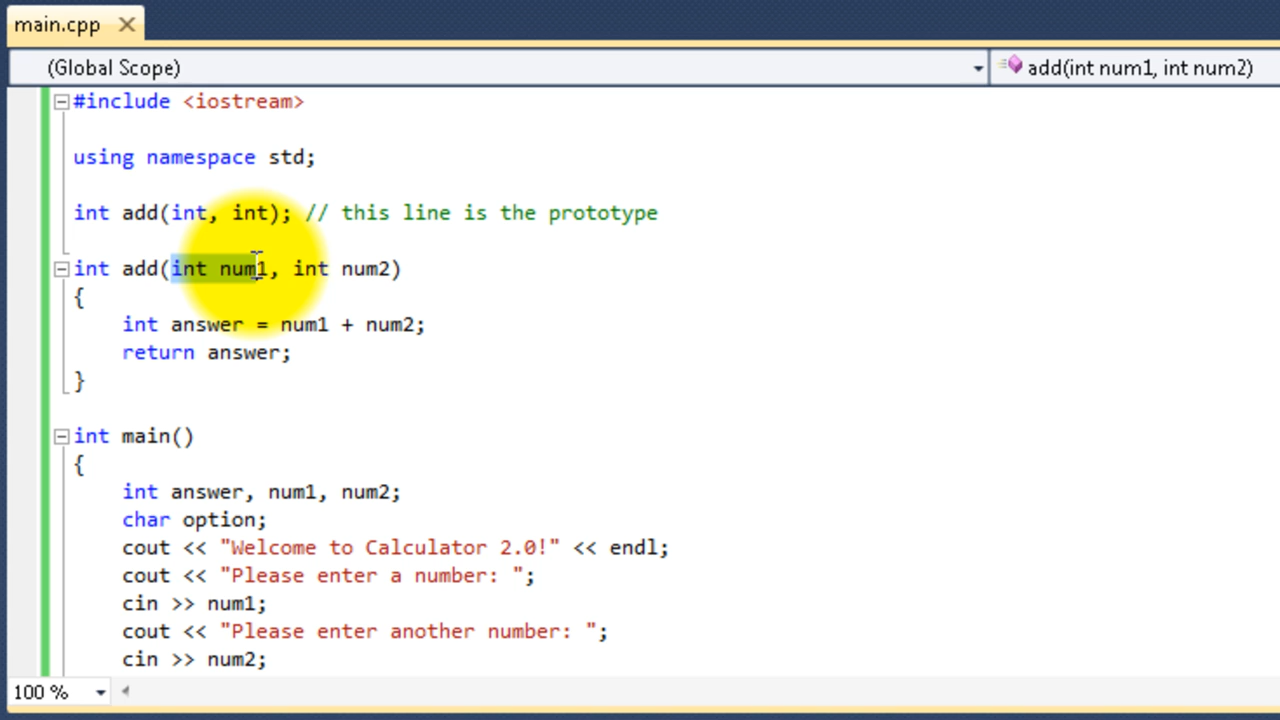 main.cpp
(Global Scope)
add(int num1, int num2)
#include <iostream>
using namespace std;
int add(int, int); // this line is the prototype
int add(int num1, int num2)
{
int answer = num1 + num2;
return answer;
}
int main()
{
int answer, num1, num2;
char option;
cout << "Welcome to Calculator 2.0!" << endl;
cout << "Please enter a number: ";
cin >> num1;
cout << "Please enter another number: ";
cin >> num2;
100 %